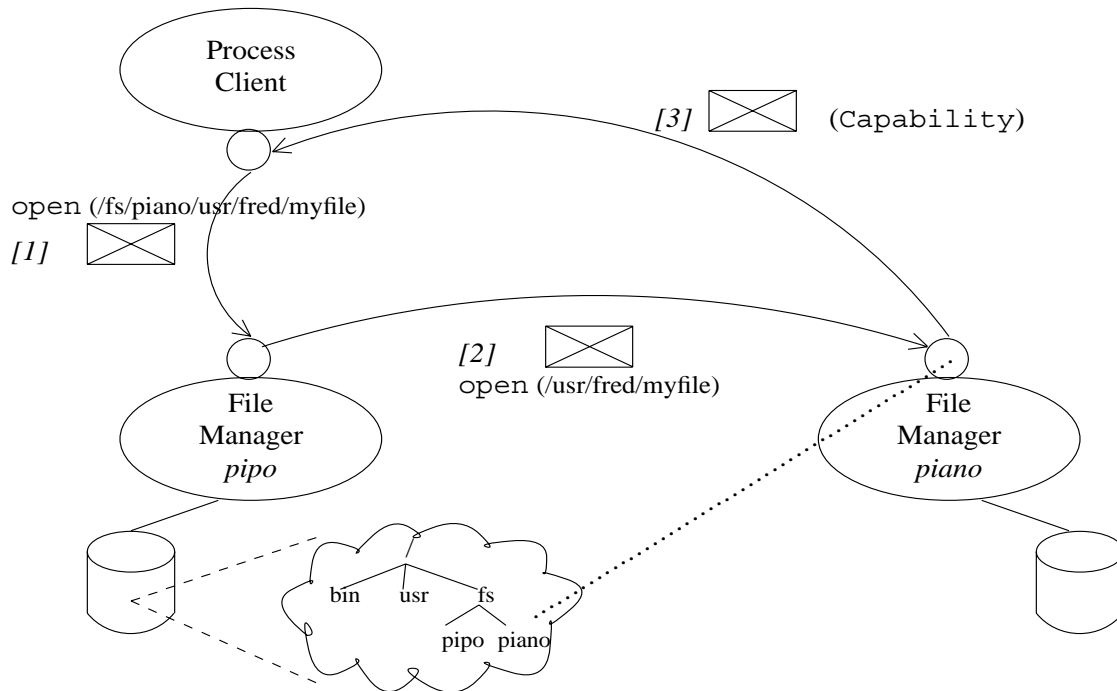 Process
Client
[3]
(Capability)
open (/fs/piano/usr/fred/myfile)
[1]
[2]
open (/usr/fred/myfile)
File
Manager
pipo
File
Manager
piano
/
bin
usr
fs
pipo
piano